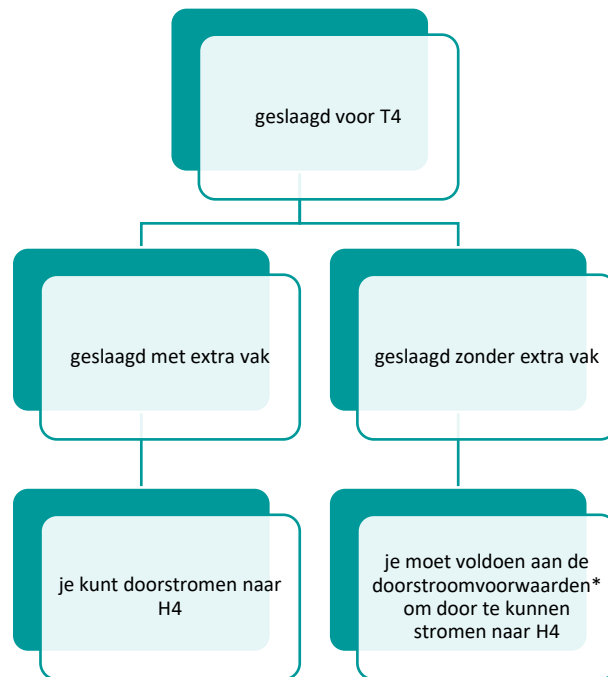 geslaagd voor T4
geslaagd met extra vak
geslaagd zonder extra vak
je kunt doorstromen naar
H4
je moet voldoen aan de
doorstroomvoorwaarden*
om door te kunnen
stromen naar H4